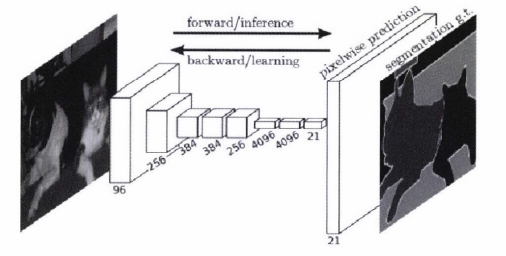 forward/inference
backward/learning
pixelwise prediction
segmentation g.t.
96
256
384
384
256
4096
4096
21
21